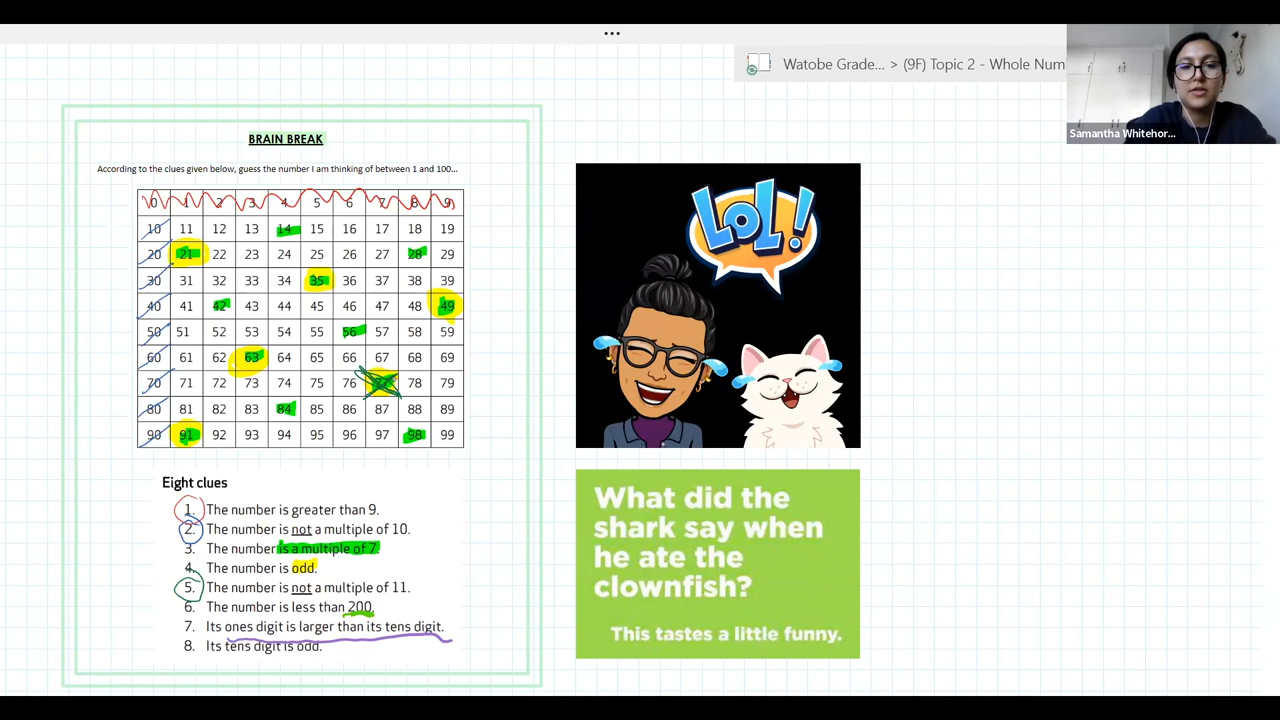 ...
Watobe Grade... > (9F) Topic 2 - Whole Num
Samantha Whitehor...
BRAIN BREAK
According to the clues given below, guess the number I am thinking of between 1 and 100...
0 1 2 3 4 5 6 7 8 9
10 11 12 13 14 15 16 17 18 19
20 21 22 23 24 25 26 27 28 29
30 31 32 33 34 35 36 37 38 39
40 41 42 43 44 45 46 47 48 49
50 51 52 53 54 55 56 57 58 59
60 61 62 63 64 65 66 67 68 69
70 71 72 73 74 75 76 77 78 79
80 81 82 83 84 85 86 87 88 89
90 91 92 93 94 95 96 97 98 99
Eight clues
1. The number is greater than 9.
2. The number is not a multiple of 10.
3. The number is a multiple of 7.
4. The number is odd.
5. The number is not a multiple of 11.
6. The number is less than 200.
7. Its ones digit is larger than its tens digit.
8. Its tens digit is odd.
LOL!
What did the
shark say when
he ate the
clownfish?
This tastes a little funny.